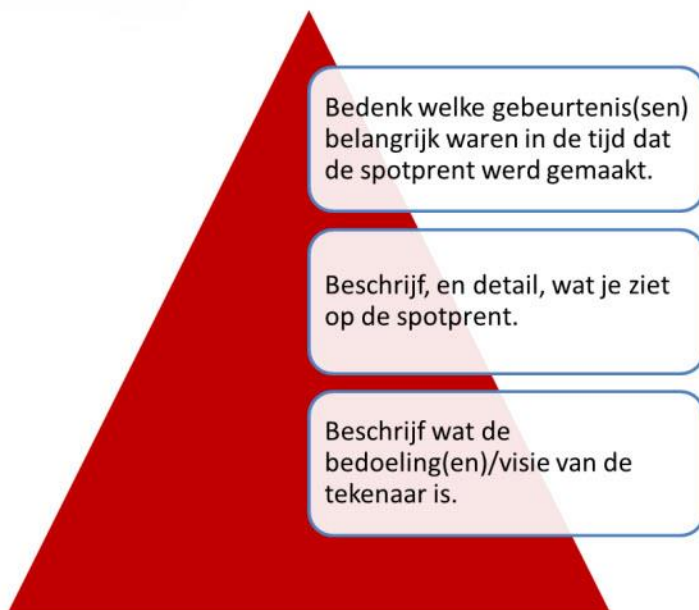 Bedenk welke gebeurtenis(sen)
belangrijk waren in de tijd dat
de spotprent werd gemaakt.
Beschrijf, en detail, wat je ziet
op de spotprent.
Beschrijf wat de
bedoeling(en)/visie van de
tekenaar is.